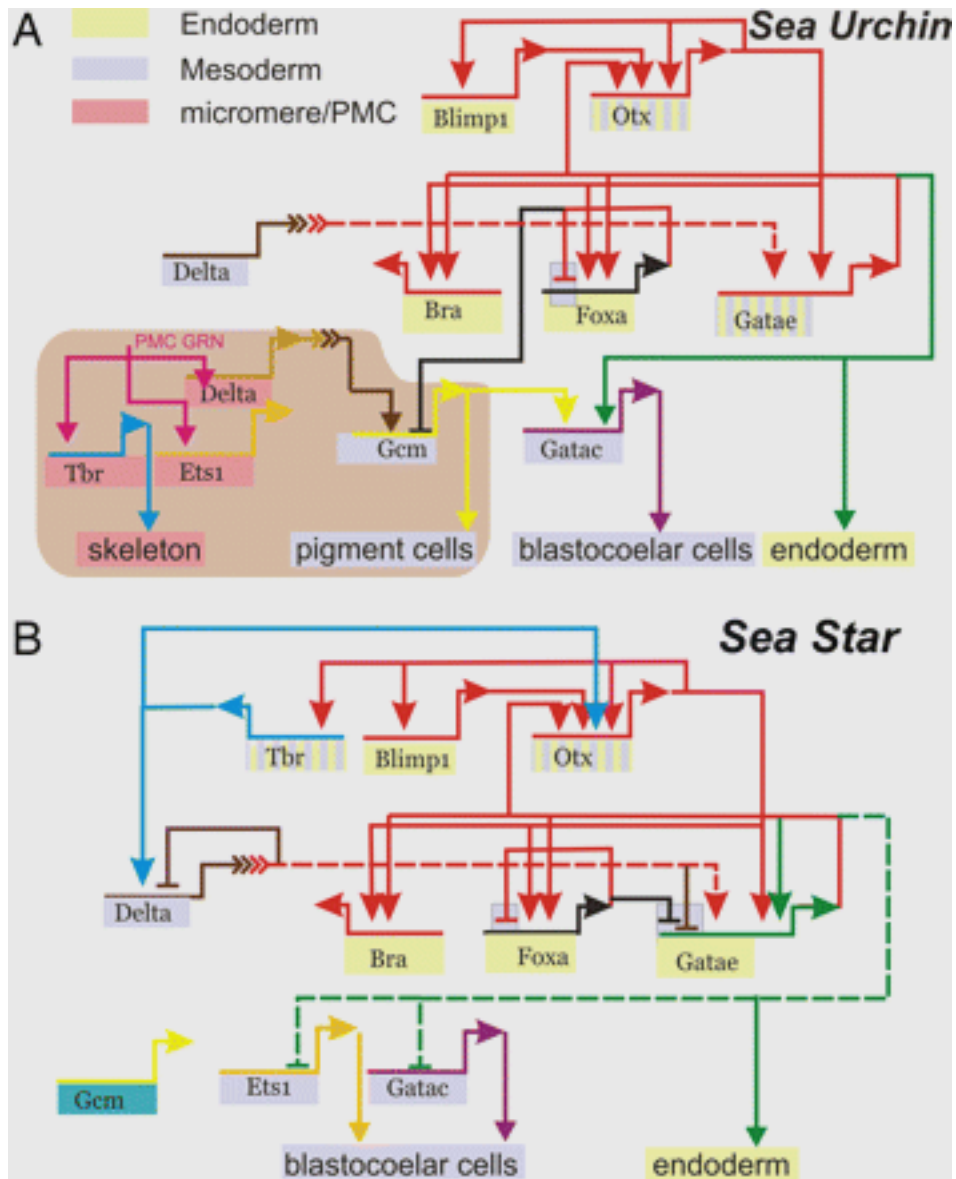 A
Sea Urchin
Endoderm
Mesoderm
micromere/PMC
Blimp1
Otx
Delta
Bra
Foxa
Gatae
PMC GRN
Delta
Gcm
Gatac
Tbr
Ets1
skeleton
pigment cells
blastocoelar cells
endoderm
B
Sea Star
Tbr
Blimp1
Otx
Delta
Bra
Foxa
Gatae
Gcm
Ets1
Gatac
blastocoelar cells
endoderm